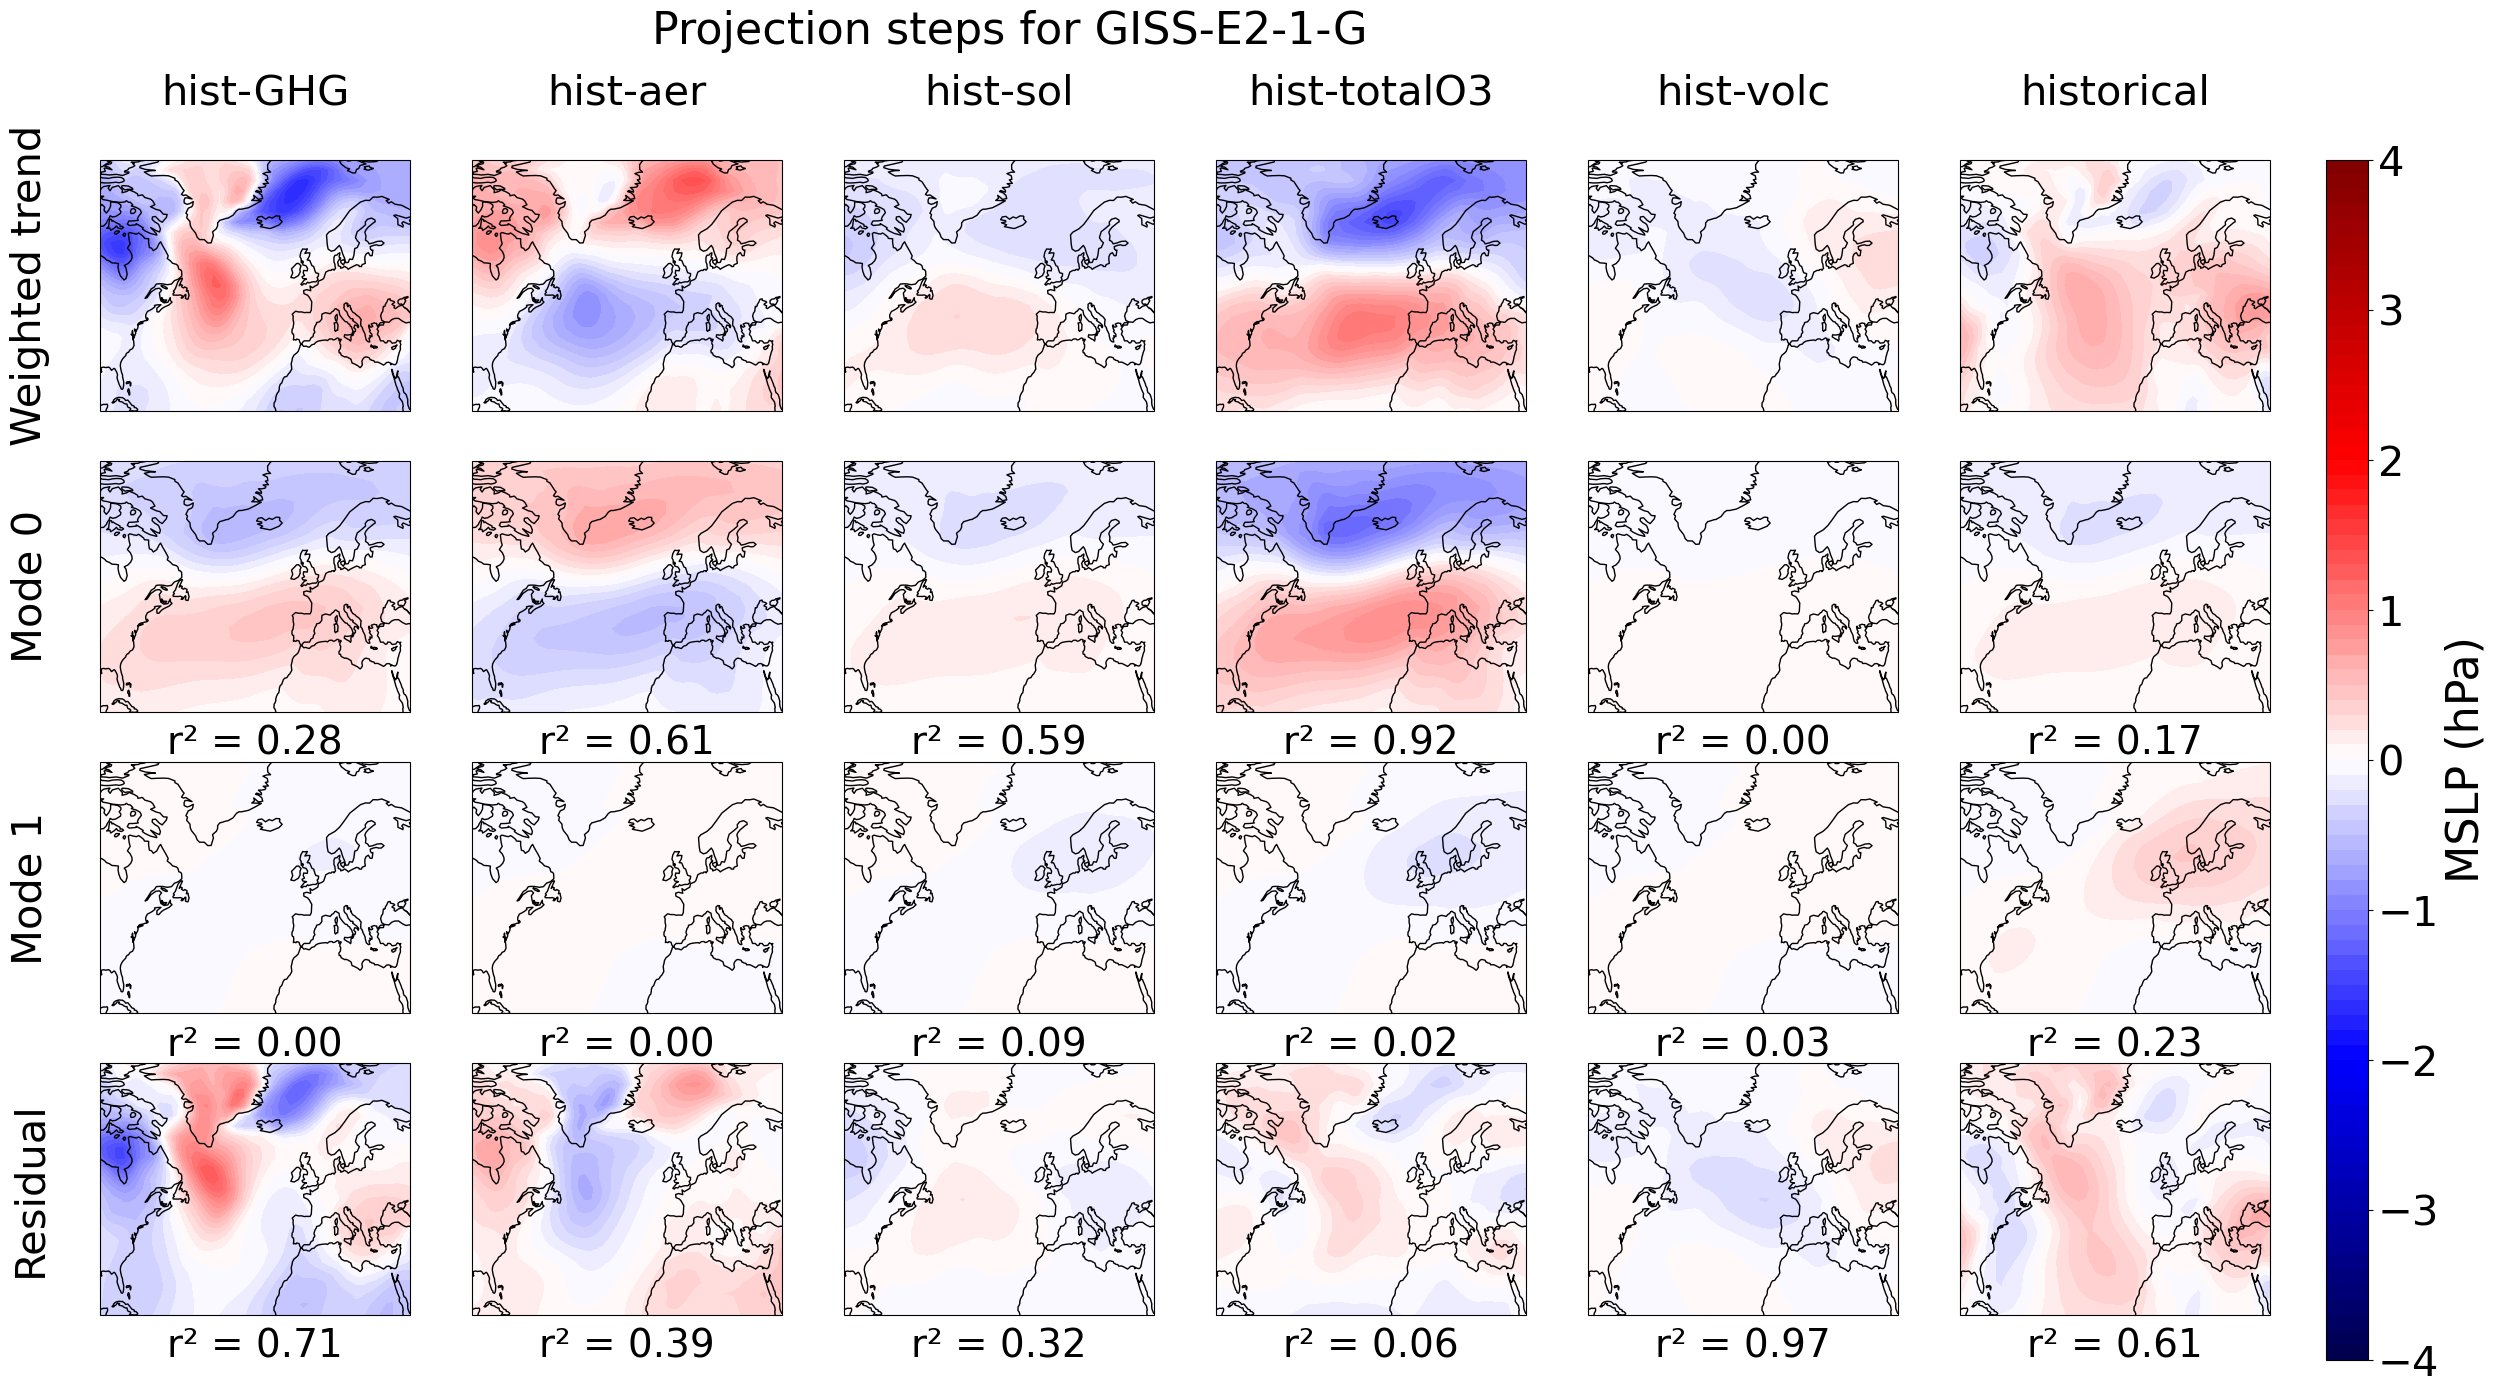 Projection steps for GISS-E2-1-G
hist-GHG hist-aer hist-sol hist-totalO3 hist-volc historical
Weighted trend
Mode 0
r² = 0.28 r² = 0.61 r² = 0.59 r² = 0.92 r² = 0.00 r² = 0.17
Mode 1
r² = 0.00 r² = 0.00 r² = 0.09 r² = 0.02 r² = 0.03 r² = 0.23
Residual
r² = 0.71 r² = 0.39 r² = 0.32 r² = 0.06 r² = 0.97 r² = 0.61
4
3
2
1
0
−1
−2
−3
−4
MSLP (hPa)